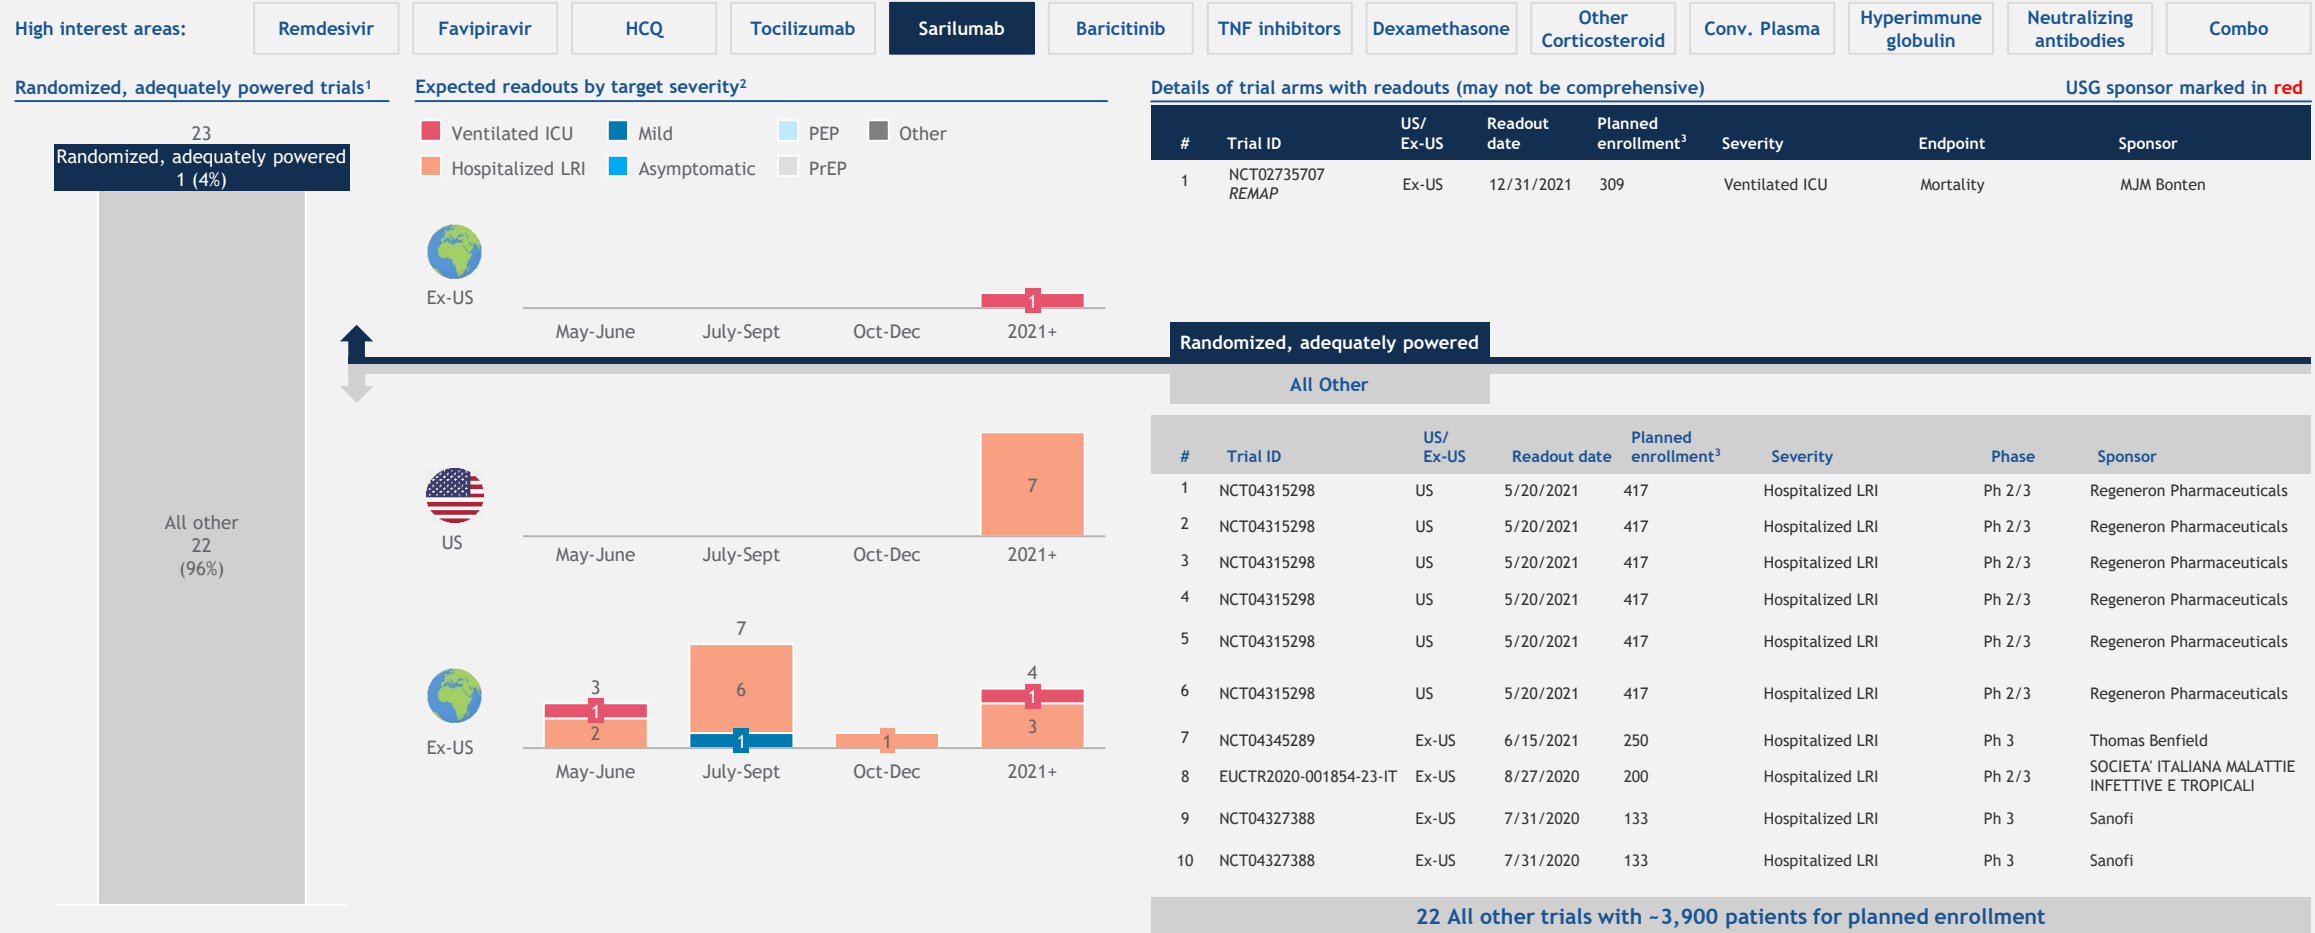 High interest areas:
Remdesivir
Favipiravir
HCQ
Tocilizumab
Sarilumab
Baricitinib
TNF inhibitors
Dexamethasone
Other
Corticosteroid
Conv. Plasma
Hyperimmune
globulin
Neutralizing
antibodies
Combo
Randomized, adequately powered trials¹
23
Randomized, adequately powered
1 (4%)
All other
22
(96%)
Expected readouts by target severity²
Ventilated ICU
Mild
PEP
Other
Hospitalized LRI
Asymptomatic
PrEP
Ex-US
1
May-June July-Sept Oct-Dec 2021+
US
7
May-June July-Sept Oct-Dec 2021+
Ex-US
3
1
2
7
6
1
1
4
1
3
May-June July-Sept Oct-Dec 2021+
Details of trial arms with readouts (may not be comprehensive)
USG sponsor marked in red
# Trial ID US/ Ex-US Readout date Planned enrollment³ Severity Endpoint Sponsor
1 NCT02735707 REMAP Ex-US 12/31/2021 309 Ventilated ICU Mortality MJM Bonten
Randomized, adequately powered
All Other
# Trial ID US/ Ex-US Readout date Planned enrollment³ Severity Phase Sponsor
1 NCT04315298 US 5/20/2021 417 Hospitalized LRI Ph 2/3 Regeneron Pharmaceuticals
2 NCT04315298 US 5/20/2021 417 Hospitalized LRI Ph 2/3 Regeneron Pharmaceuticals
3 NCT04315298 US 5/20/2021 417 Hospitalized LRI Ph 2/3 Regeneron Pharmaceuticals
4 NCT04315298 US 5/20/2021 417 Hospitalized LRI Ph 2/3 Regeneron Pharmaceuticals
5 NCT04315298 US 5/20/2021 417 Hospitalized LRI Ph 2/3 Regeneron Pharmaceuticals
6 NCT04315298 US 5/20/2021 417 Hospitalized LRI Ph 2/3 Regeneron Pharmaceuticals
7 NCT04345289 Ex-US 6/15/2021 250 Hospitalized LRI Ph 3 Thomas Benfield
8 EUCTR2020-001854-23-IT Ex-US 8/27/2020 200 Hospitalized LRI Ph 2/3 SOCIETA' ITALIANA MALATTIE
INFETTIVE E TROPICALI
9 NCT04327388 Ex-US 7/31/2020 133 Hospitalized LRI Ph 3 Sanofi
10 NCT04327388 Ex-US 7/31/2020 133 Hospitalized LRI Ph 3 Sanofi
22 All other trials with ~3,900 patients for planned enrollment